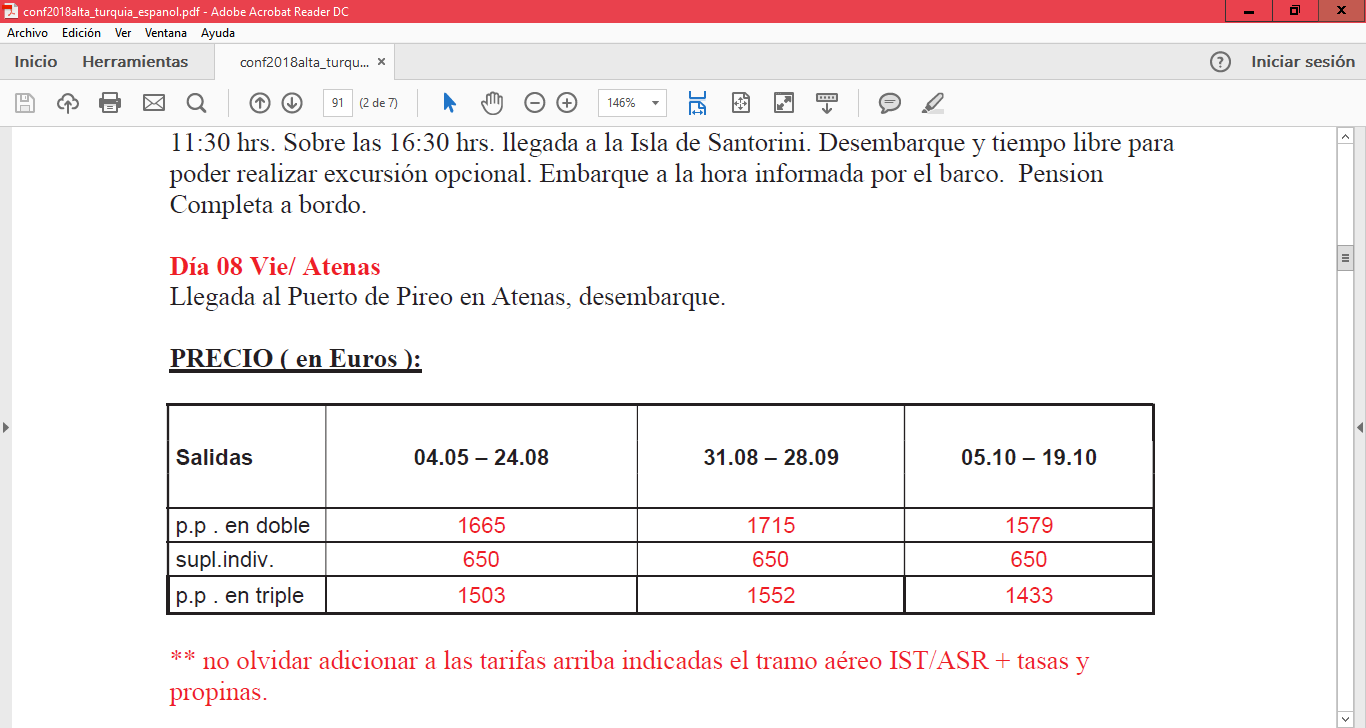 conf2018alta_turquia_espanol.pdf - Adobe Acrobat Reader DC
Archivo Edición Ver Ventana Ayuda
Inicio Herramientas conf2018alta_turqu... × ? Iniciar sesión
91 (2 de 7) 146%
11:30 hrs. Sobre las 16:30 hrs. llegada a la Isla de Santorini. Desembarque y tiempo libre para
poder realizar excursión opcional. Embarque a la hora informada por el barco.  Pension
Completa a bordo.
Día 08 Vie/ Atenas
Llegada al Puerto de Pireo en Atenas, desembarque.
PRECIO ( en Euros ):
Salidas 04.05 – 24.08 31.08 – 28.09 05.10 – 19.10
p.p . en doble 1665 1715 1579
supl.indiv. 650 650 650
p.p . en triple 1503 1552 1433
** no olvidar adicionar a las tarifas arriba indicadas el tramo aéreo IST/ASR + tasas y
propinas.